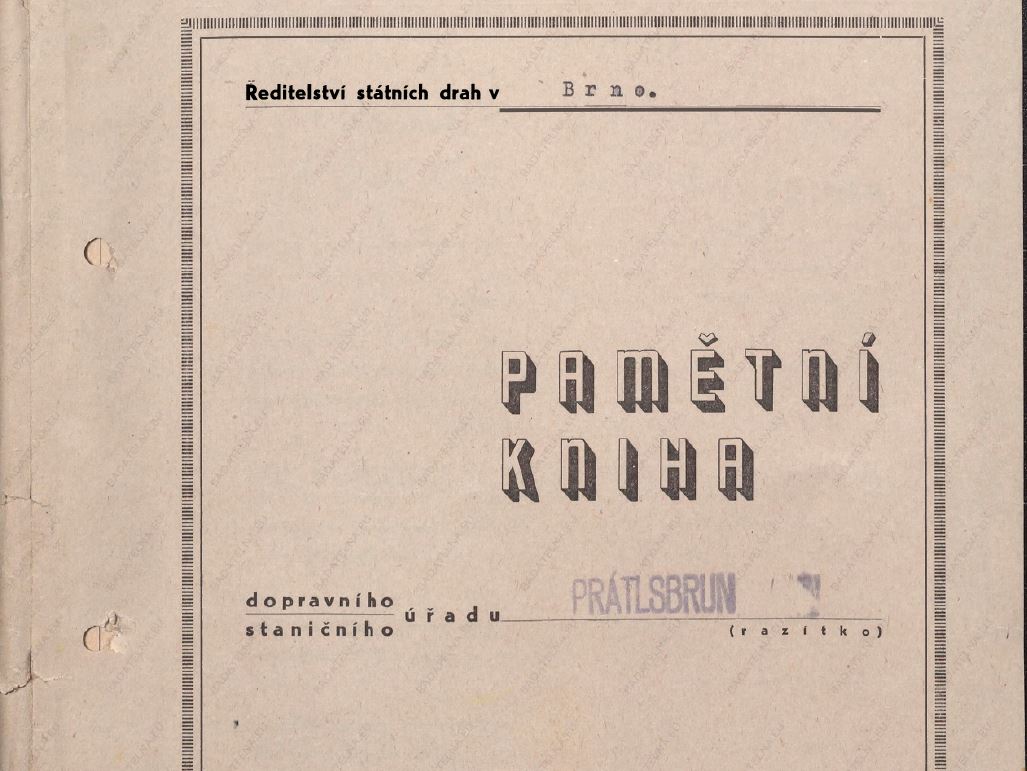 Ředitelství státních drah v Brno.
PAMĚTNÍ
KNIHA
dopravního
staničního
úřadu PRÁTLSBRUN
(razítko)